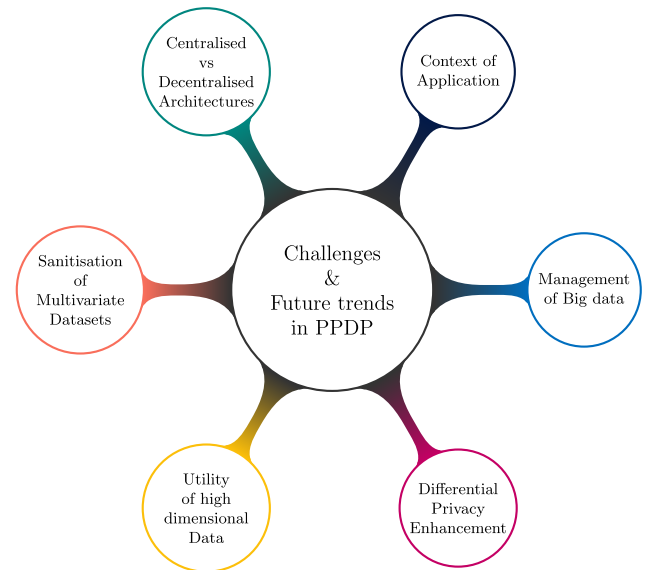 Centralised
vs
Decentralised
Architectures
Context of
Application
Sanitisation
of
Multivariate
Datasets
Challenges
&
Future trends
in PPDP
Management
of Big data
Utility
of high
dimensional
Data
Differential
Privacy
Enhancement